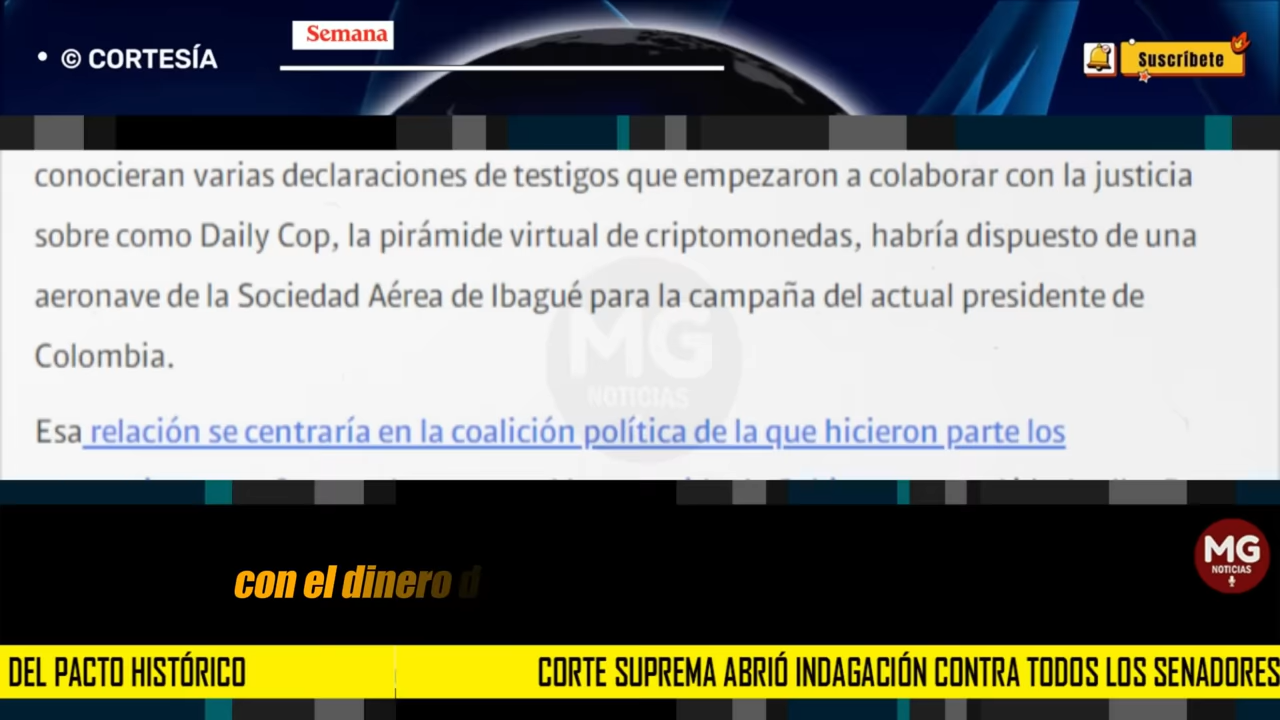 Semana
• © CORTESÍA
Suscríbete
conocieran varias declaraciones de testigos que empezaron a colaborar con la justicia
sobre como Daily Cop, la pirámide virtual de criptomonedas, habría dispuesto de una
aeronave de la Sociedad Aérea de Ibagué para la campaña del actual presidente de
Colombia.
MG
NOTICIAS
Esa relación se centraría en la coalición política de la que hicieron parte los
con el dinero d
MG
NOTICIAS
DEL PACTO HISTÓRICO
CORTE SUPREMA ABRIÓ INDAGACIÓN CONTRA TODOS LOS SENADORES